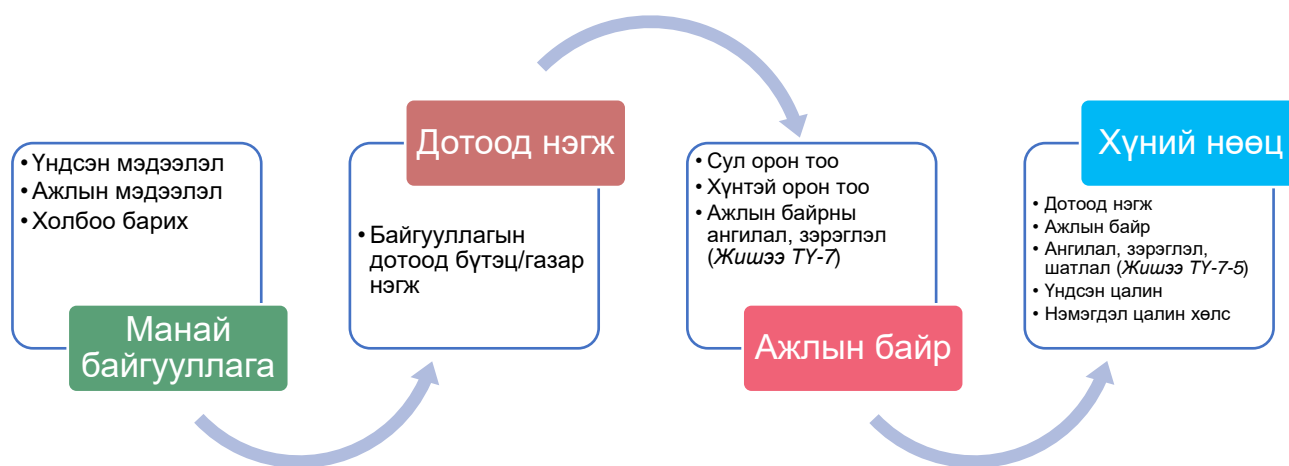 • Үндсэн мэдээлэл
• Ажлын мэдээлэл
• Холбоо барих
Манай
байгууллага
Дотоод нэгж
• Байгууллагын
дотоод бүтэц/газар
нэгж
• Сул орон тоо
• Хүнтэй орон тоо
• Ажлын байрны
ангилал, зэрэглэл
(Жишээ ТҮ-7)
Ажлын байр
Хүний нөөц
• Дотоод нэгж
• Ажлын байр
• Ангилал, зэрэглэл,
шатлал (Жишээ ТҮ-7-5)
• Үндсэн цалин
• Нэмэгдэл цалин хөлс